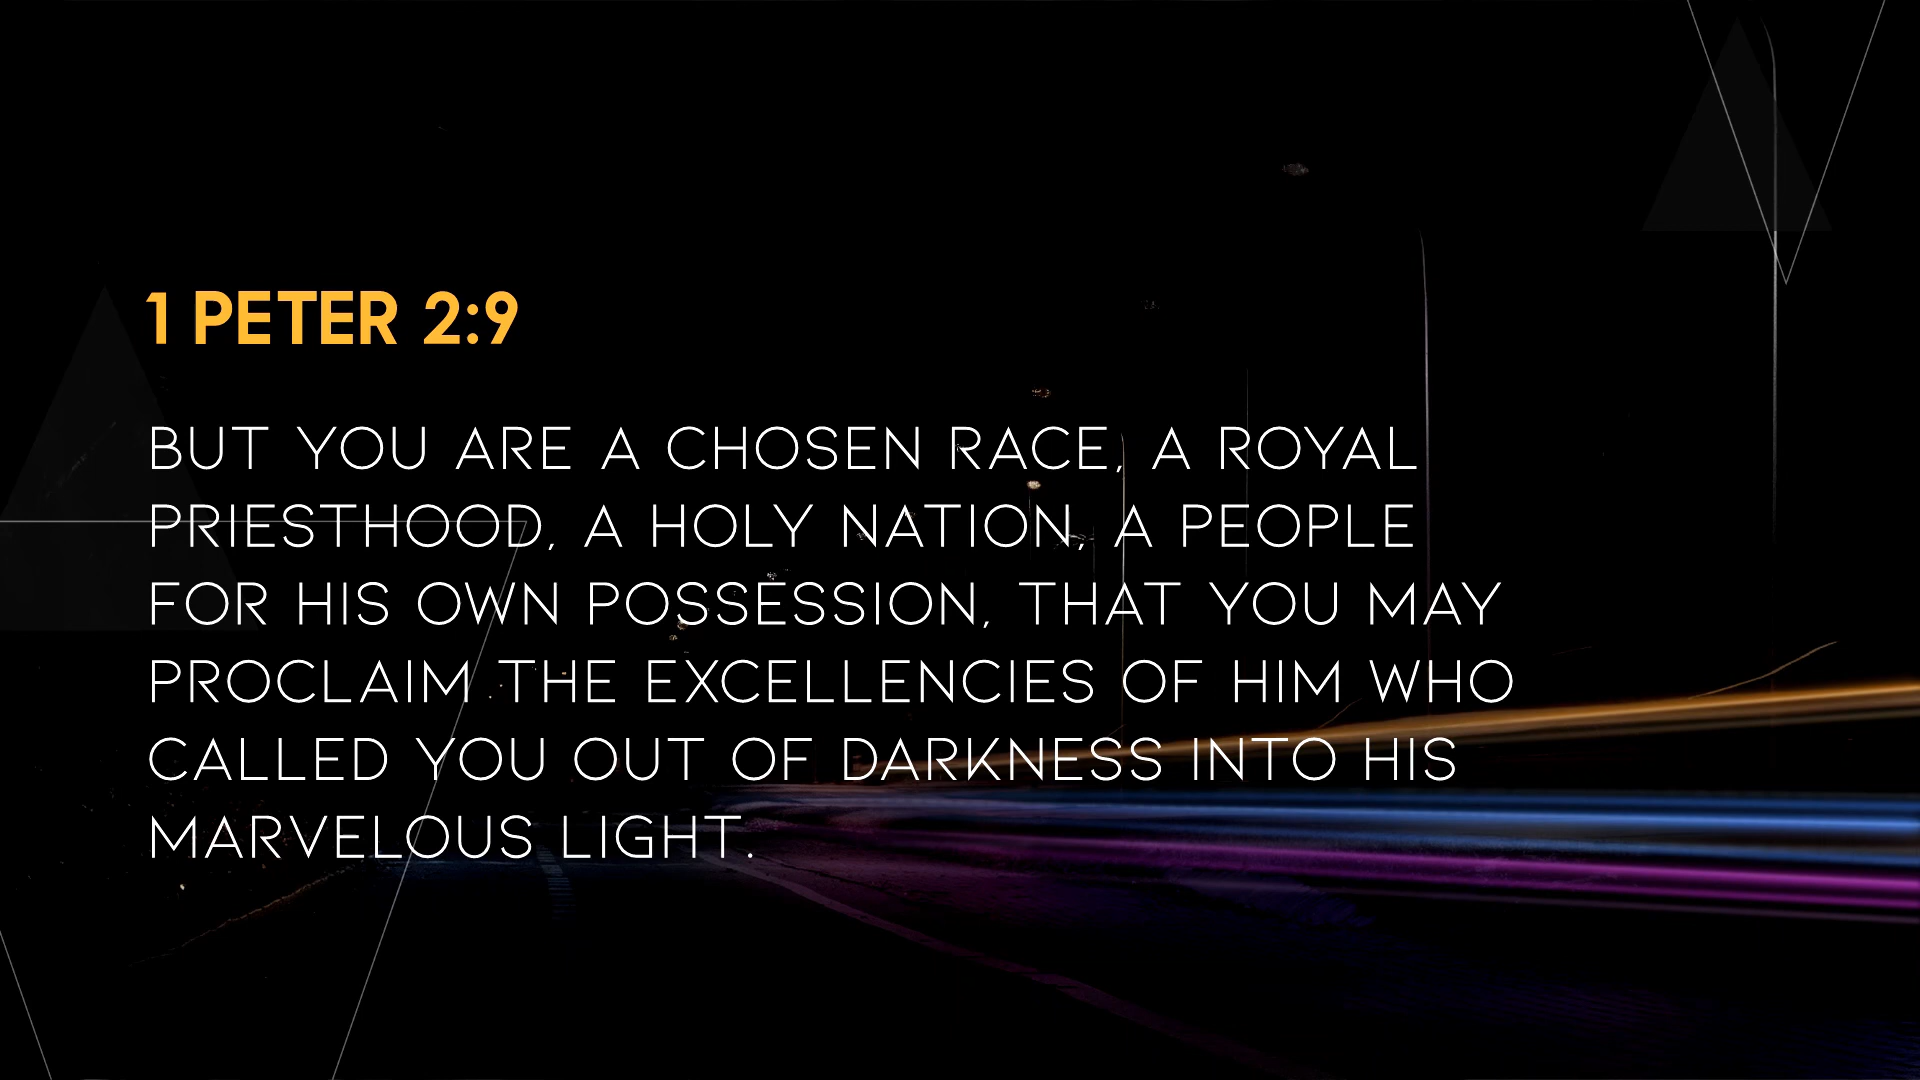 1 PETER 2:9
BUT YOU ARE A CHOSEN RACE, A ROYAL
PRIESTHOOD, A HOLY NATION, A PEOPLE
FOR HIS OWN POSSESSION, THAT YOU MAY
PROCLAIM THE EXCELLENCIES OF HIM WHO
CALLED YOU OUT OF DARKNESS INTO HIS
MARVELOUS LIGHT.